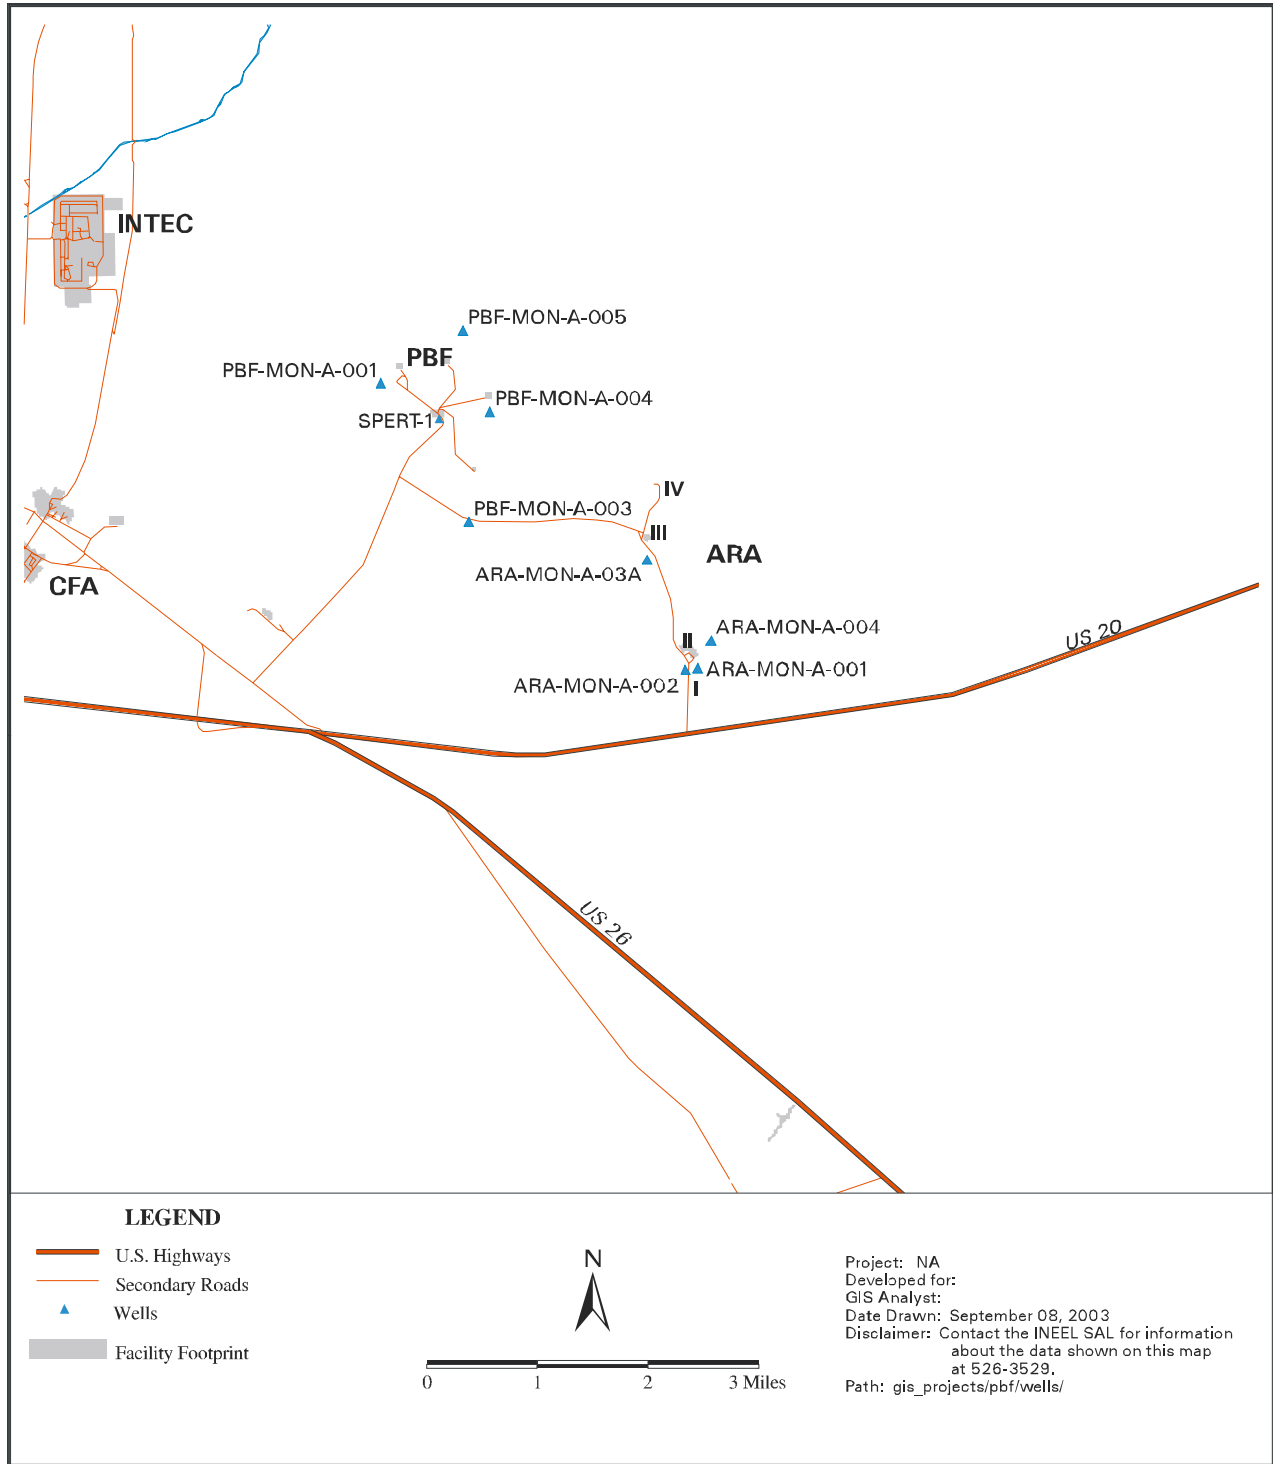 INTEC
PBF-MON-A-005
PBF
PBF-MON-A-001
PBF-MON-A-004
SPERT-1
IV
PBF-MON-A-003
III
ARA
ARA-MON-A-03A
CFA
ARA-MON-A-004
US 20
II
ARA-MON-A-001
ARA-MON-A-002
I
US 26
LEGEND
U.S. Highways
Secondary Roads
Wells
Facility Footprint
N
0 1 2 3 Miles
Project: NA
Developed for:
GIS Analyst:
Date Drawn: September 08, 2003
Disclaimer: Contact the INEEL SAL for information
about the data shown on this map
at 526-3529.
Path: gis_projects/pbf/wells/